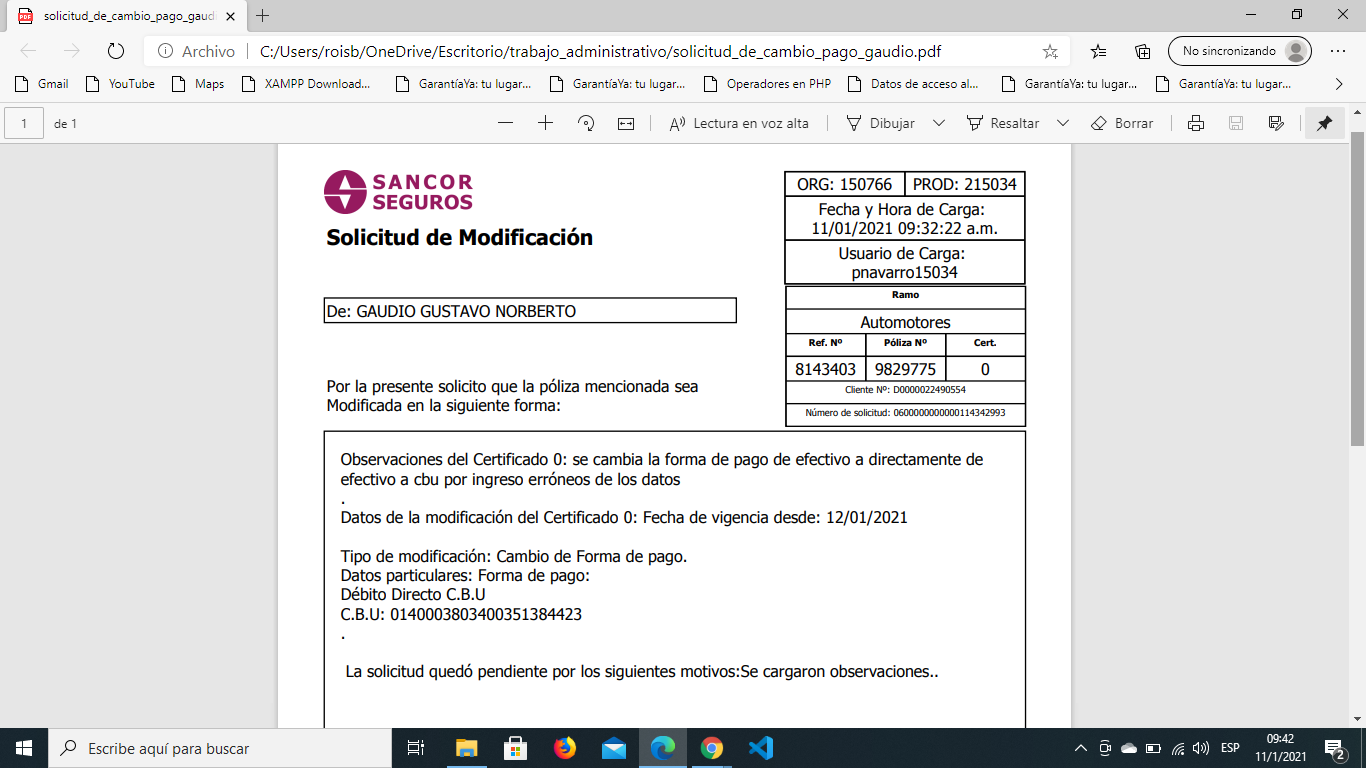 solicitud_de_cambio_pago_gaudi
Archivo
C:/Users/roisb/OneDrive/Escritorio/trabajo_administrativo/solicitud_de_cambio_pago_gaudio.pdf
No sincronizando
Gmail
YouTube
Maps
XAMPP Download...
GarantíaYa: tu lugar...
GarantíaYa: tu lugar...
Operadores en PHP
Datos de acceso al...
GarantíaYa: tu lugar...
GarantíaYa: tu lugar...
1
de 1
Lectura en voz alta
Dibujar
Resaltar
Borrar
SANCOR
SEGUROS
Solicitud de Modificación
ORG: 150766
PROD: 215034
Fecha y Hora de Carga:
11/01/2021 09:32:22 a.m.
Usuario de Carga:
pnavarro15034
De: GAUDIO GUSTAVO NORBERTO
Ramo
Automotores
Ref. Nº
Póliza Nº
Cert.
8143403
9829775
0
Cliente Nº: D0000022490554
Número de solicitud: 0600000000000114342993
Por la presente solicito que la póliza mencionada sea
Modificada en la siguiente forma:
Observaciones del Certificado 0: se cambia la forma de pago de efectivo a directamente de
efectivo a cbu por ingreso erróneos de los datos
.
Datos de la modificación del Certificado 0: Fecha de vigencia desde: 12/01/2021
Tipo de modificación: Cambio de Forma de pago.
Datos particulares: Forma de pago:
Débito Directo C.B.U
C.B.U: 0140003803400351384423
.
La solicitud quedó pendiente por los siguientes motivos:Se cargaron observaciones..
Escribe aquí para buscar
ESP
09:42
11/1/2021
2